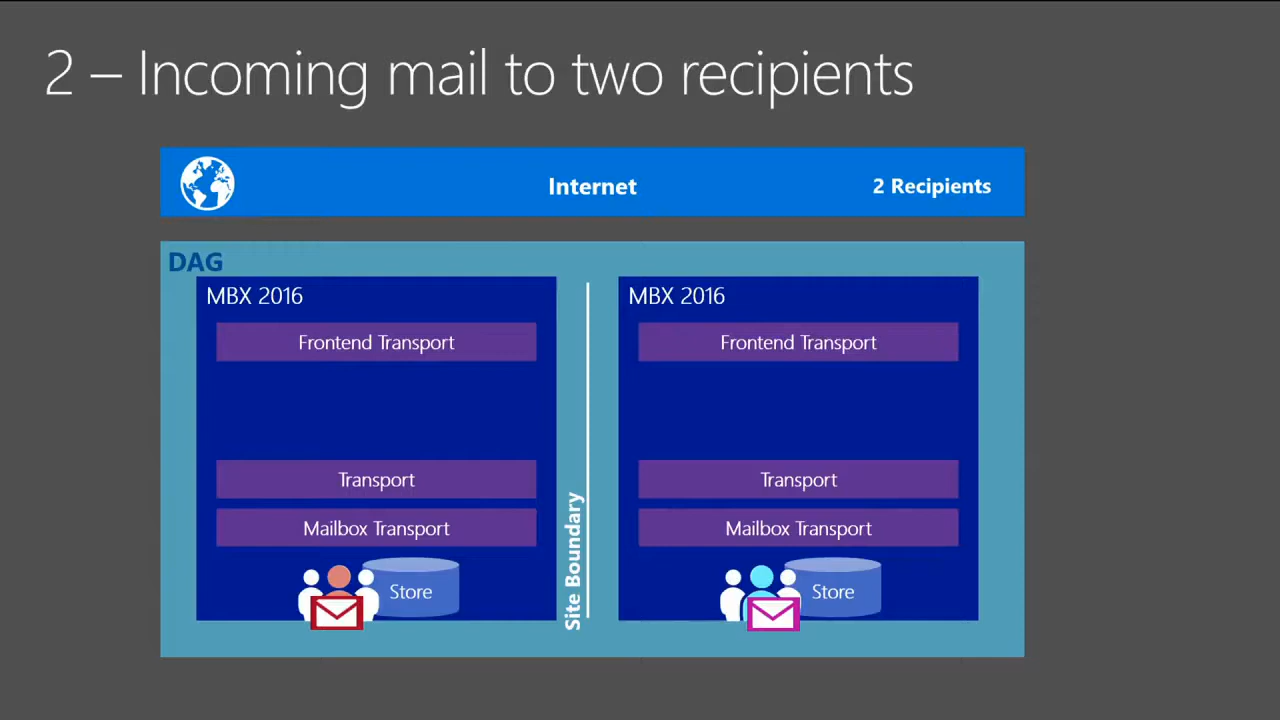 2 – Incoming mail to two recipients
Internet
2 Recipients
DAG
MBX 2016
Frontend Transport
Transport
Mailbox Transport
Store
Site Boundary
MBX 2016
Frontend Transport
Transport
Mailbox Transport
Store